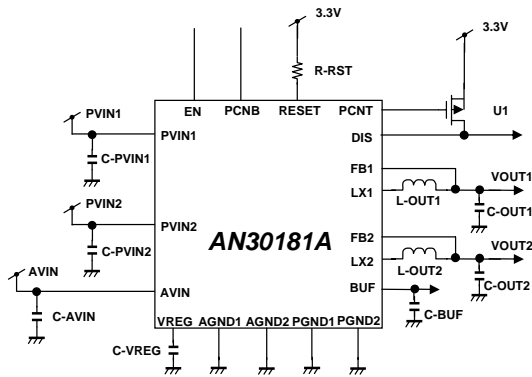 3.3V
3.3V
R-RST
U1
EN
PCNB
RESET
PCNT
PVIN1
PVIN1
DIS
C-PVIN1
FB1
VOUT1
LX1
L-OUT1
C-OUT1
PVIN2
PVIN2
FB2
AN30181A
VOUT2
C-PVIN2
LX2
L-OUT2
C-OUT2
AVIN
AVIN
BUF
C-AVIN
C-BUF
VREG
AGND1
AGND2
PGND1
PGND2
C-VREG